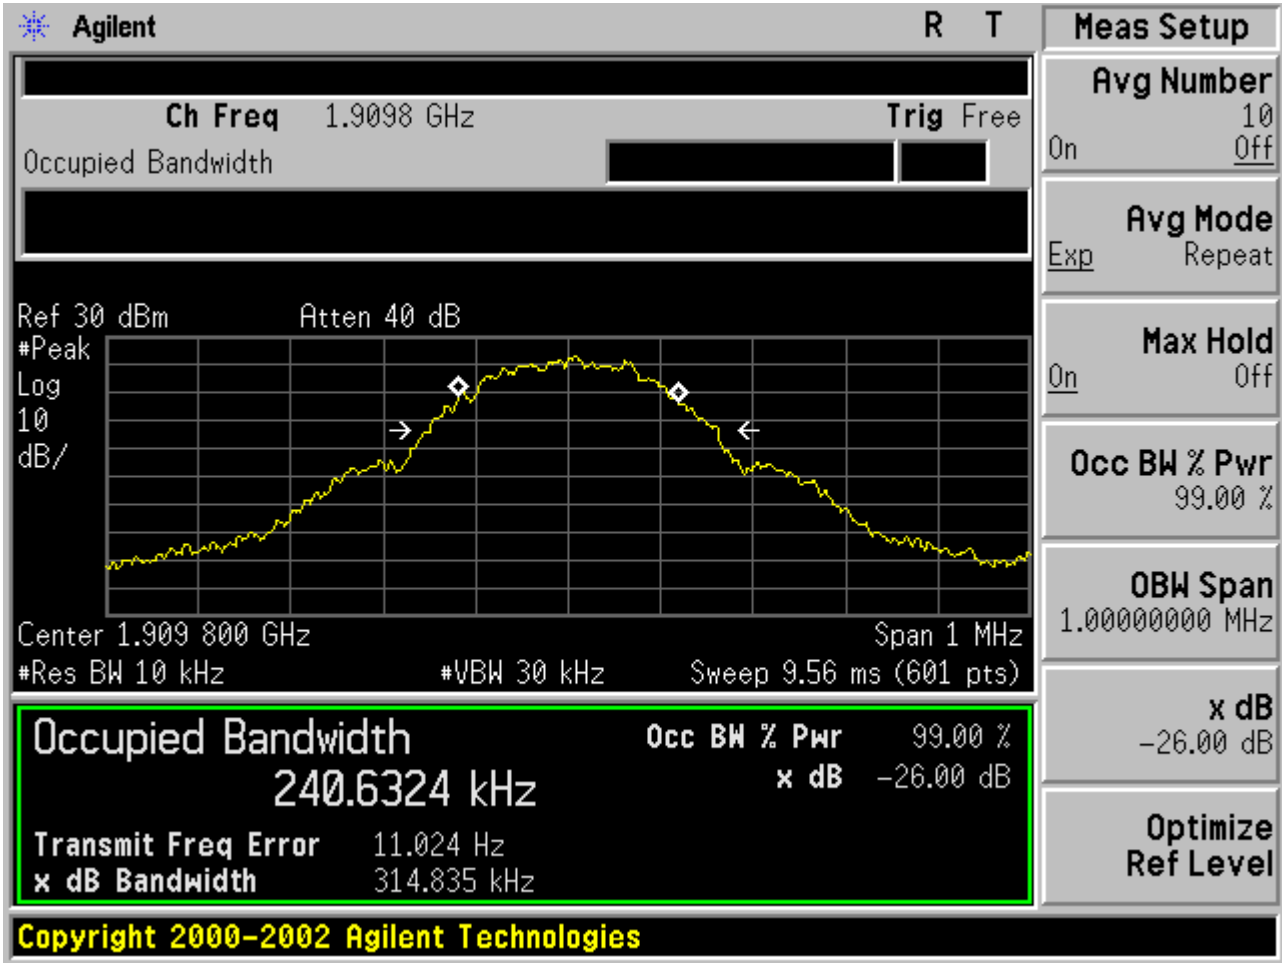 Agilent R T Meas Setup
Avg Number
10
On Off
Ch Freq 1.9098 GHz Trig Free
Occupied Bandwidth
Avg Mode
Exp Repeat
Ref 30 dBm Atten 40 dB
#Peak
Log
10
dB/
Max Hold
On Off
Occ BW % Pwr
99.00 %
OBW Span
1.00000000 MHz
Center 1.909 800 GHz Span 1 MHz
#Res BW 10 kHz #VBW 30 kHz Sweep 9.56 ms (601 pts)
x dB
-26.00 dB
Occupied Bandwidth Occ BW % Pwr 99.00 %
240.6324 kHz x dB -26.00 dB
Transmit Freq Error 11.024 Hz
x dB Bandwidth 314.835 kHz
Optimize
Ref Level
Copyright 2000-2002 Agilent Technologies